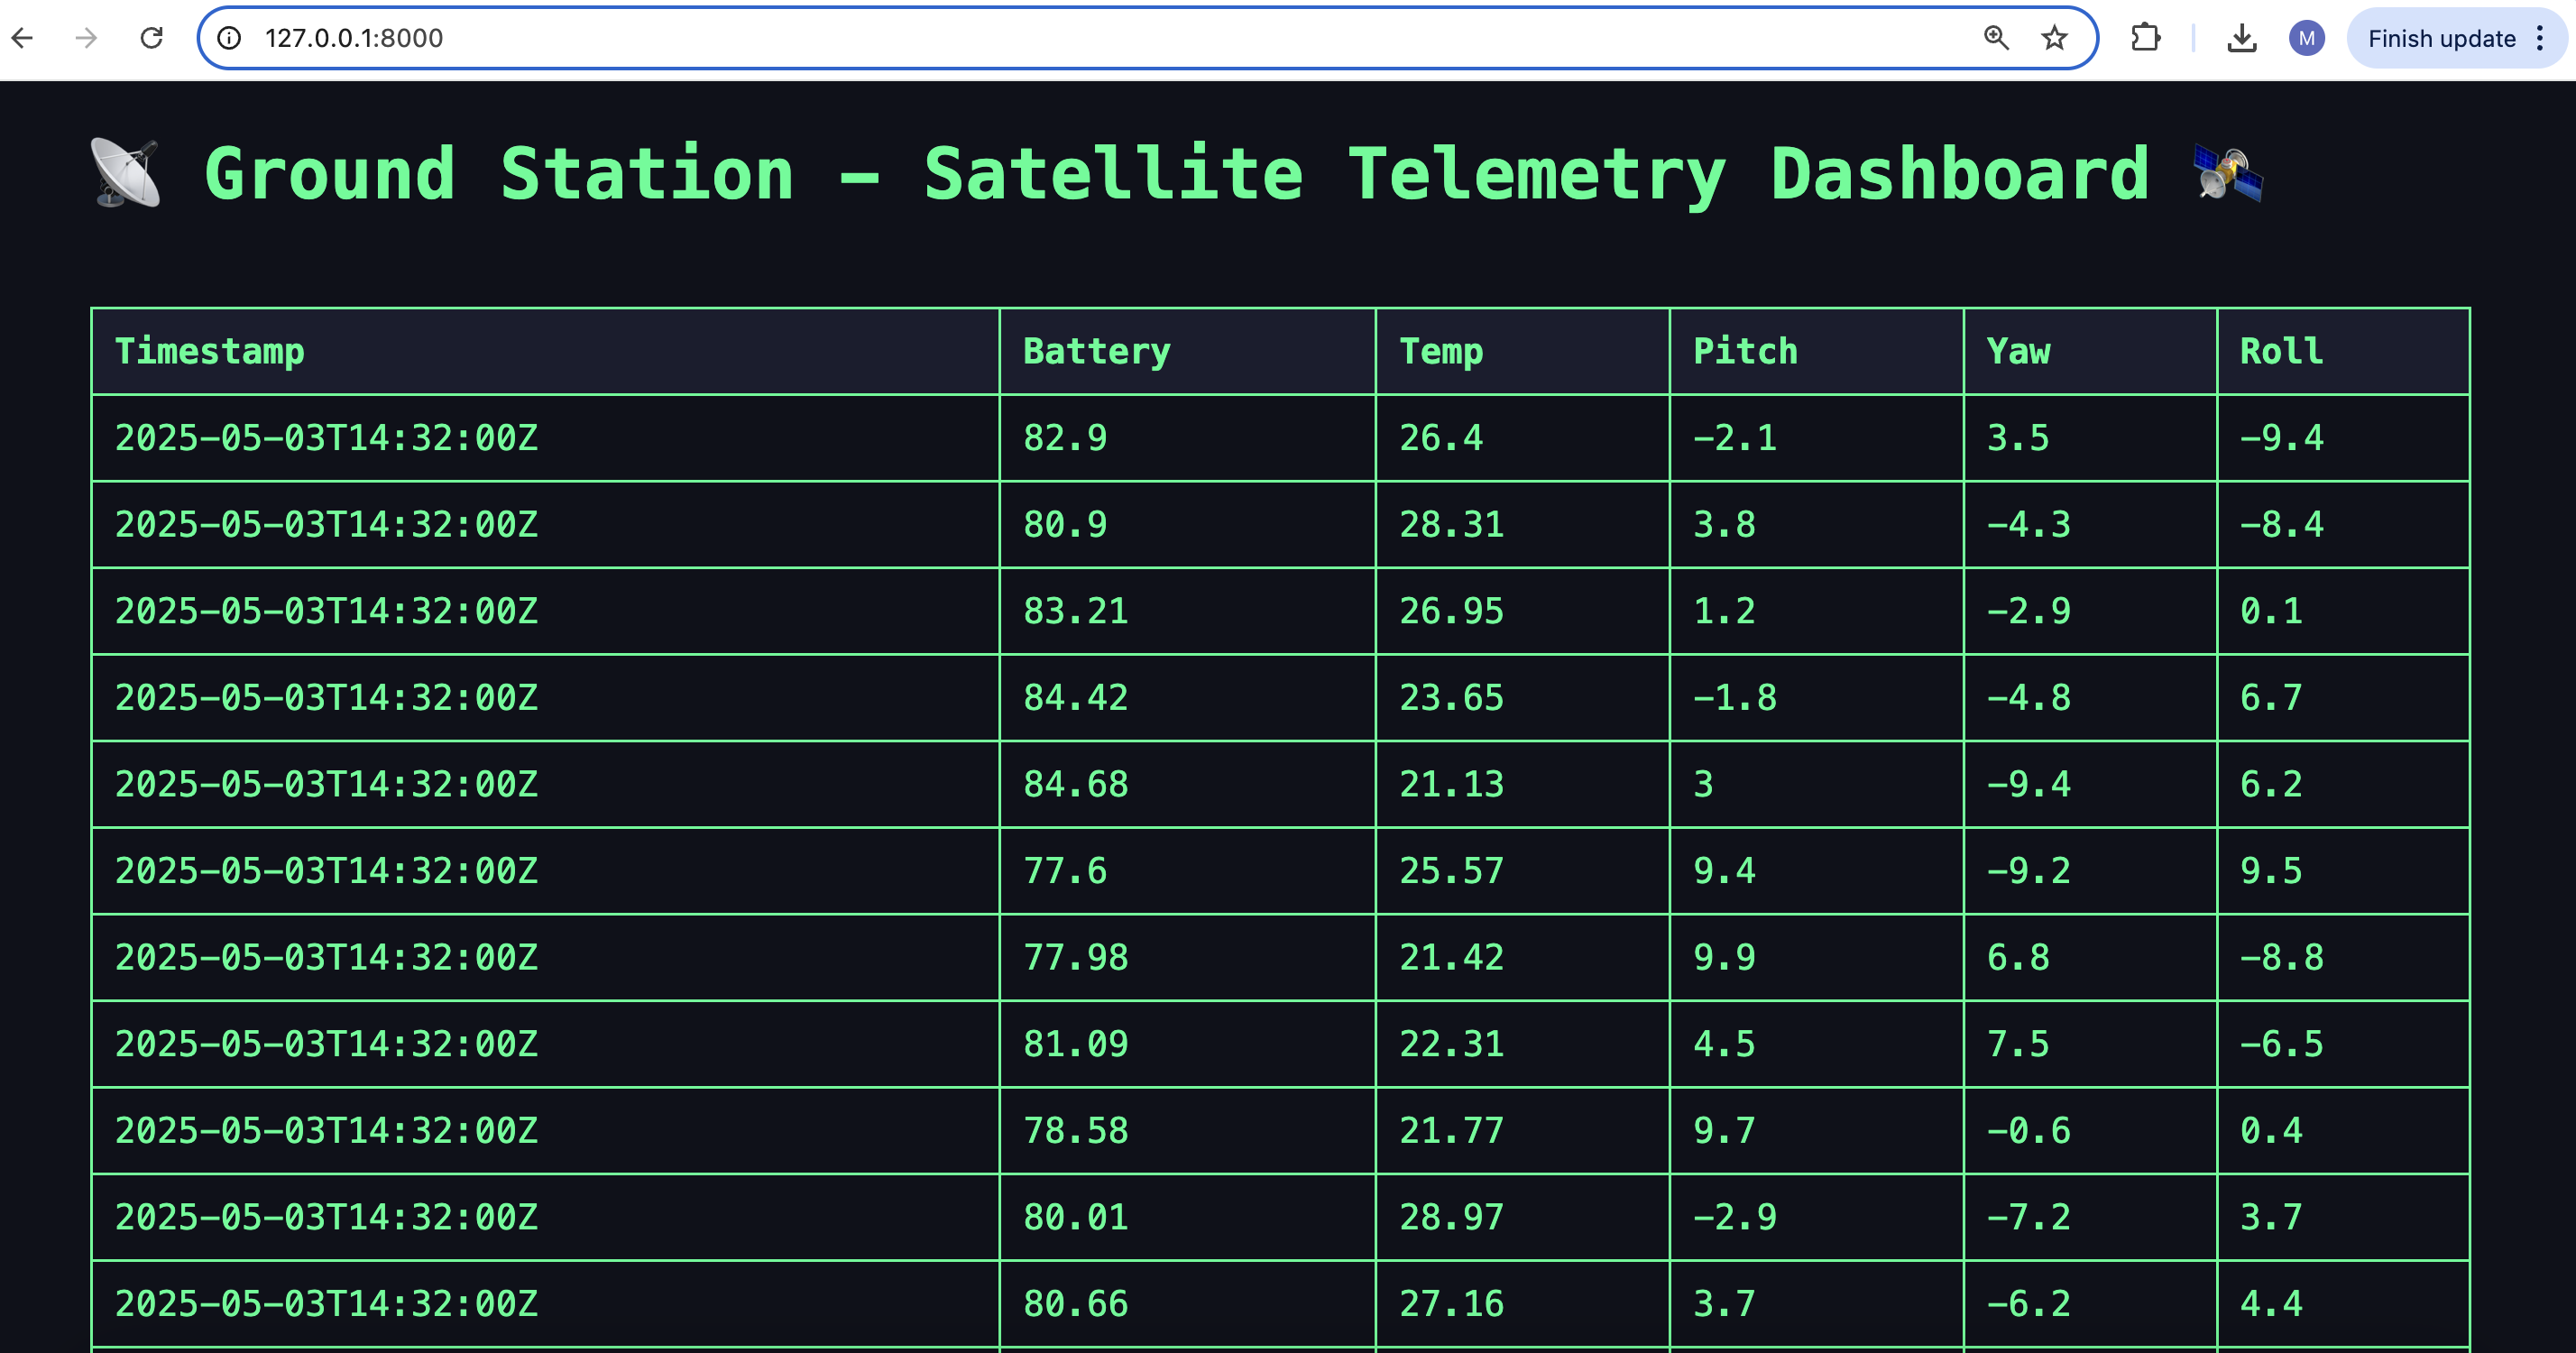 127.0.0.1:8000 M Finish update
Ground Station – Satellite Telemetry Dashboard
Timestamp Battery Temp Pitch Yaw Roll
2025-05-03T14:32:00Z 82.9 26.4 -2.1 3.5 -9.4
2025-05-03T14:32:00Z 80.9 28.31 3.8 -4.3 -8.4
2025-05-03T14:32:00Z 83.21 26.95 1.2 -2.9 0.1
2025-05-03T14:32:00Z 84.42 23.65 -1.8 -4.8 6.7
2025-05-03T14:32:00Z 84.68 21.13 3 -9.4 6.2
2025-05-03T14:32:00Z 77.6 25.57 9.4 -9.2 9.5
2025-05-03T14:32:00Z 77.98 21.42 9.9 6.8 -8.8
2025-05-03T14:32:00Z 81.09 22.31 4.5 7.5 -6.5
2025-05-03T14:32:00Z 78.58 21.77 9.7 -0.6 0.4
2025-05-03T14:32:00Z 80.01 28.97 -2.9 -7.2 3.7
2025-05-03T14:32:00Z 80.66 27.16 3.7 -6.2 4.4